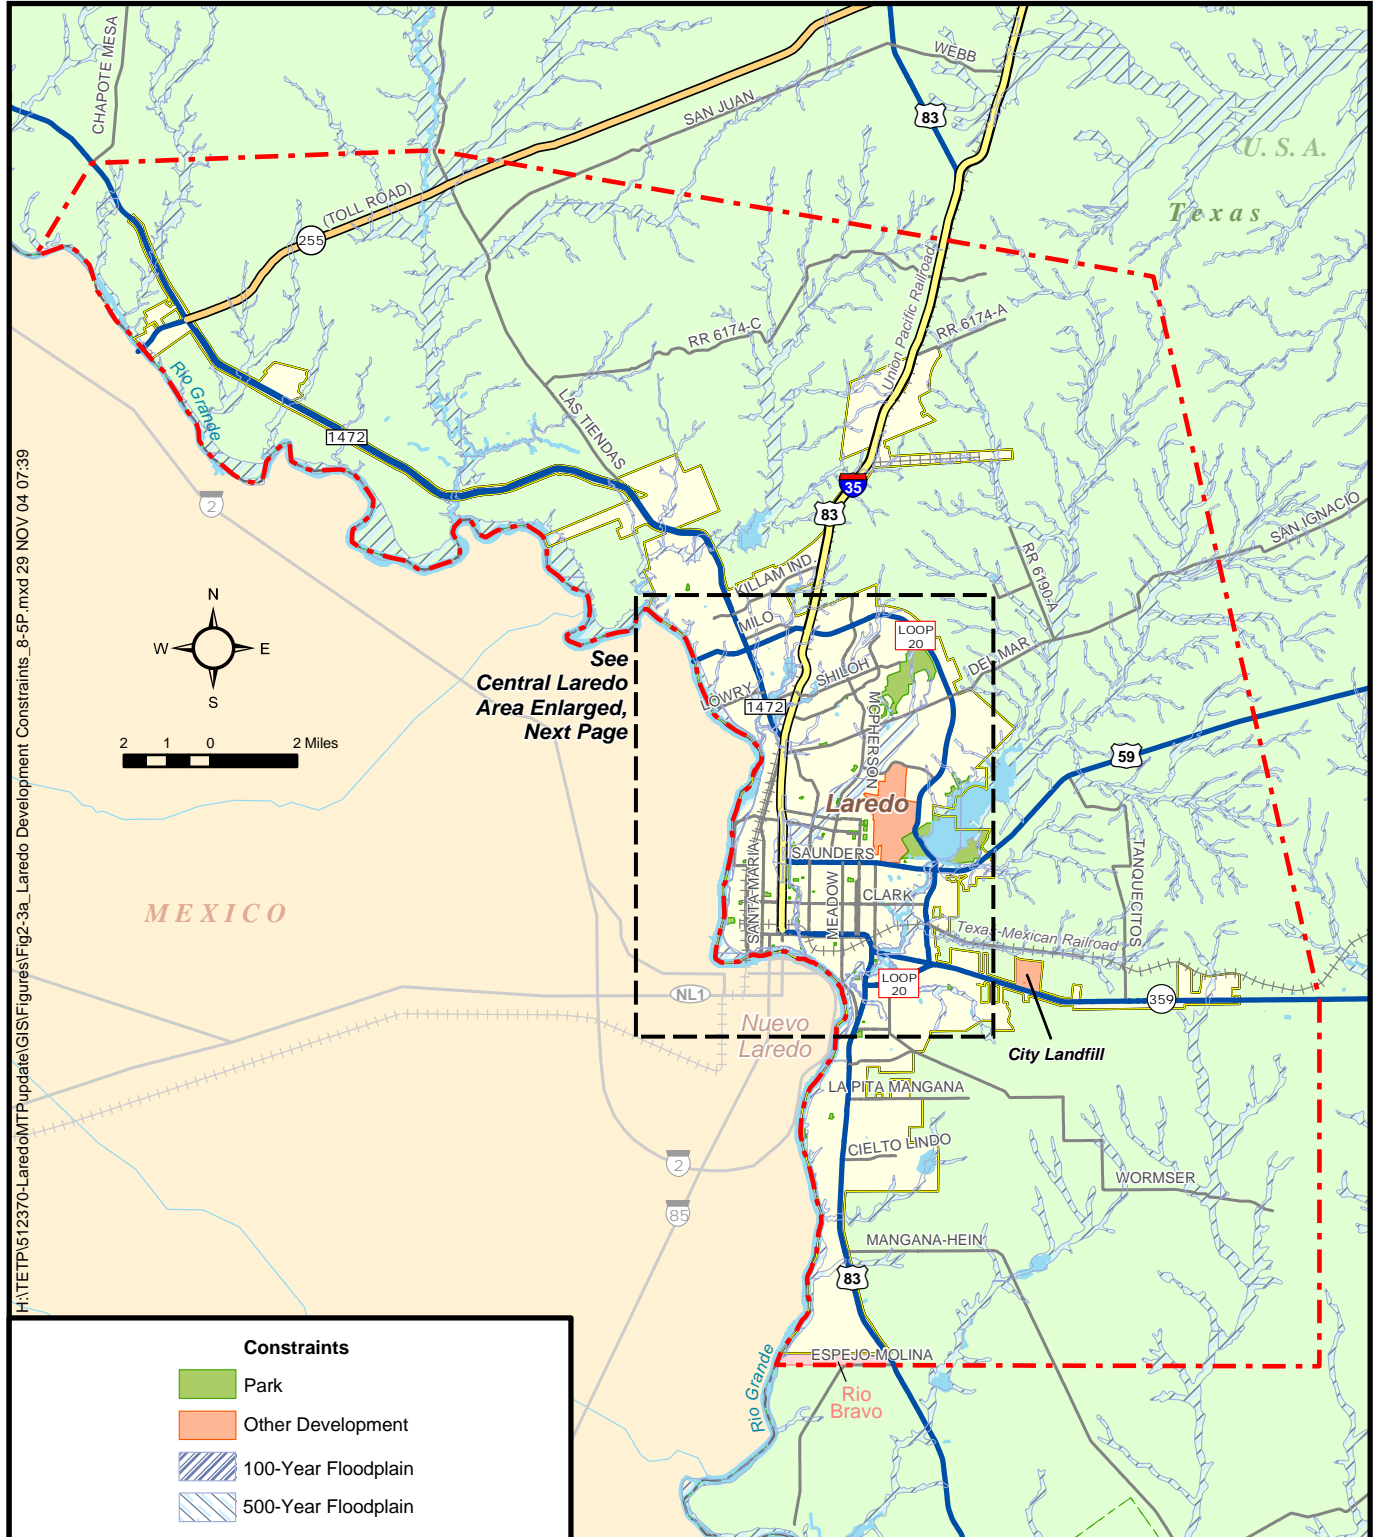 CHAPOTE MESA
WEBB
83
SAN JUAN
U. S. A.
Texas
(TOLL ROAD)
255
Union Pacific Railroad
RR 6174-A
RR 6174-C
Rio Grande
LAS TIENDAS
1472
2
35
83
SAN IGNACIO
RR 6190-A
KILLAM IND.
MILO
LOOP
20
DEL MAR
N
W
E
S
See
Central Laredo
Area Enlarged,
Next Page
SHILOH
LOWRY
1472
MCPHERSON
2 1 0 2 Miles
59
Laredo
SAUNDERS
TANQUECITOS
SANTA MARIA
MEADOW
CLARK
MEXICO
Texas-Mexican Railroad
LOOP
20
NL1
359
Nuevo
Laredo
City Landfill
LA PITA MANGANA
CIELTO LINDO
2
WORMSER
85
MANGANA-HEIN
83
ESPEJO-MOLINA
Rio Grande
Rio
Bravo
H:\TETP\512370-LaredoMTPupdate\GIS\Figures\Fig2-3a_Laredo Development Constraints_8-5P.mxd 29 NOV 04 07:39
Constraints
Park
Other Development
100-Year Floodplain
500-Year Floodplain